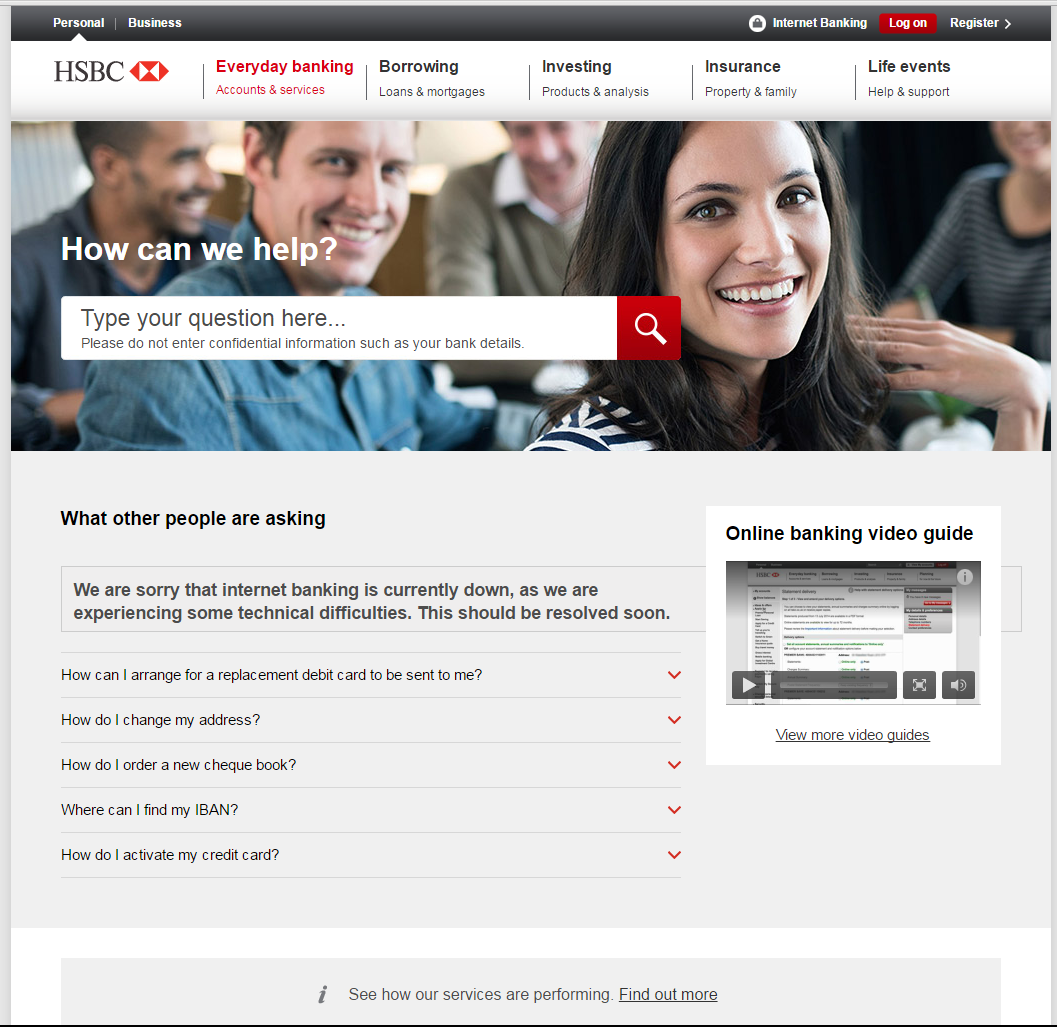 Personal
Business
Internet Banking
Log on
Register
HSBC
Everyday banking
Borrowing
Investing
Insurance
Life events
Accounts & services
Loans & mortgages
Products & analysis
Property & family
Help & support
How can we help?
Type your question here...
Please do not enter confidential information such as your bank details.
What other people are asking
Online banking video guide
We are sorry that internet banking is currently down, as we are
experiencing some technical difficulties. This should be resolved soon.
How can I arrange for a replacement debit card to be sent to me?
How do I change my address?
View more video guides
How do I order a new cheque book?
Where can I find my IBAN?
How do I activate my credit card?
i See how our services are performing. Find out more